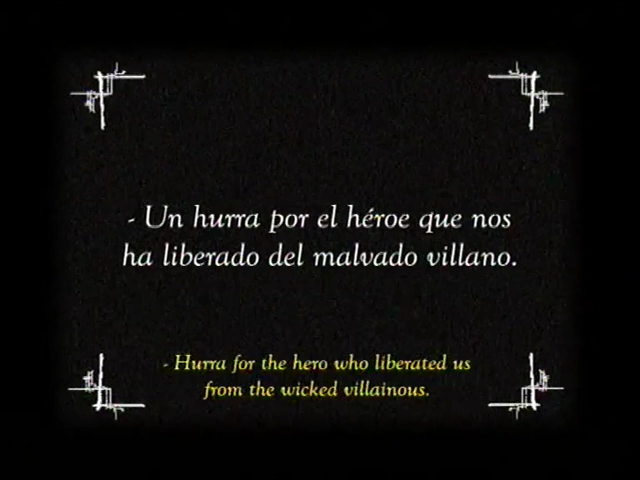 - Un hurra por el héroe que nos
ha liberado del malvado villano.
- Hurra for the hero who liberated us
from the wicked villainous.